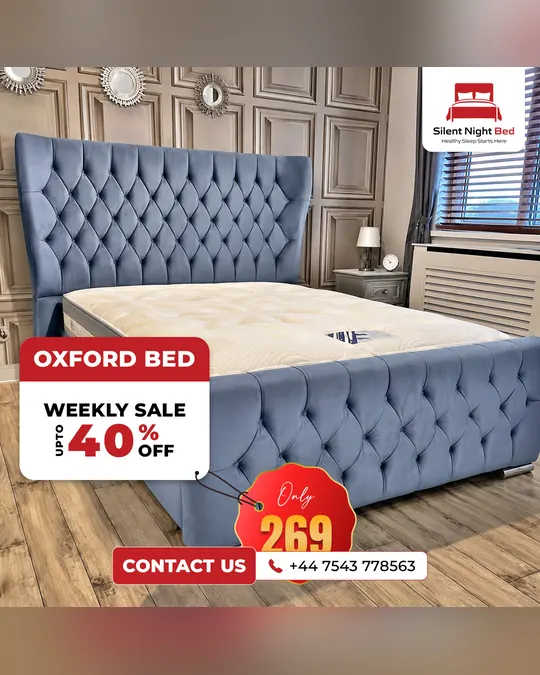 Silent Night Bed
Healthy Sleep Starts Here
OXFORD BED
WEEKLY SALE
UPTO
40%
OFF
Only
269
CONTACT US
+44 7543 778563